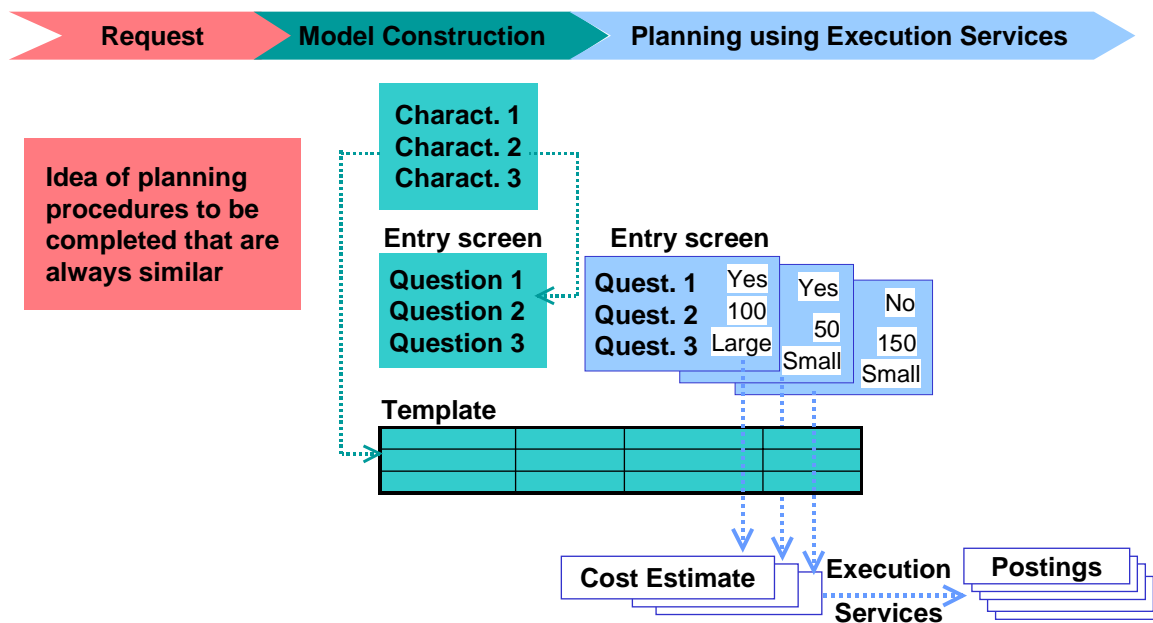 Request
Model Construction
Planning using Execution Services
Charact. 1
Charact. 2
Charact. 3
Idea of planning
procedures to be
completed that are
always similar
Entry screen
Question 1
Question 2
Question 3
Entry screen
Quest. 1 Yes
Quest. 2 100
Quest. 3 Large
Yes
50
Small
No
150
Small
Template
Cost Estimate
Execution
Services
Postings